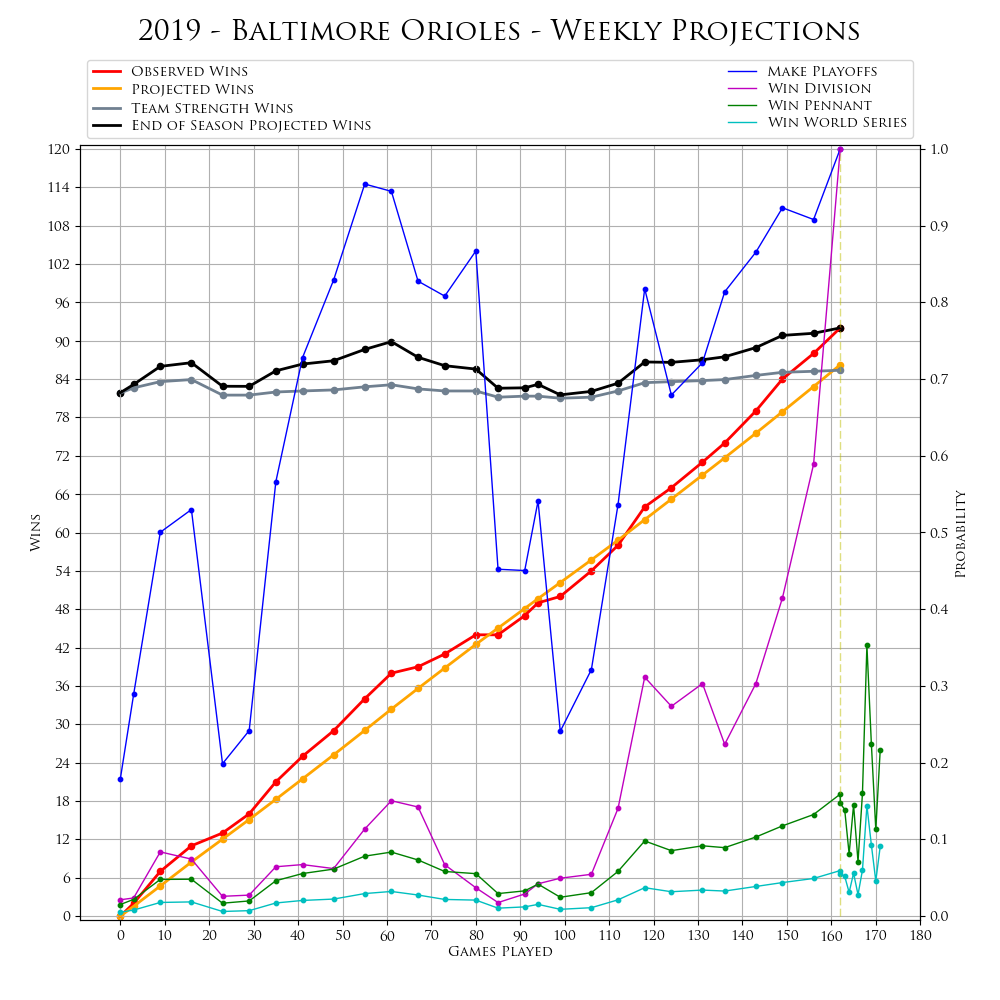 2019 - Baltimore Orioles - Weekly Projections
Observed Wins
Projected Wins
Team Strength Wins
End of Season Projected Wins
Make Playoffs
Win Division
Win Pennant
Win World Series
120
114
108
102
96
90
84
78
72
66
60
54
48
42
36
30
24
18
12
6
0
Wins
1.0
0.9
0.8
0.7
0.6
0.5
0.4
0.3
0.2
0.1
0.0
Probability
0 10 20 30 40 50 60 70 80 90 100 110 120 130 140 150 160 170 180
Games Played